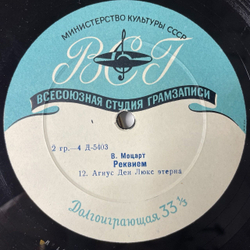 МИНИСТЕРСТВО КУЛЬТУРЫ СССР
ВСГ
ВСЕСОЮЗНАЯ СТУДИЯ ГРАМЗАПИСИ
2 гр.—4 Д-5403
В. Моцарт
Реквием
12. Агнус Деи Люкс этерна
Долгоиграющая 33⅓